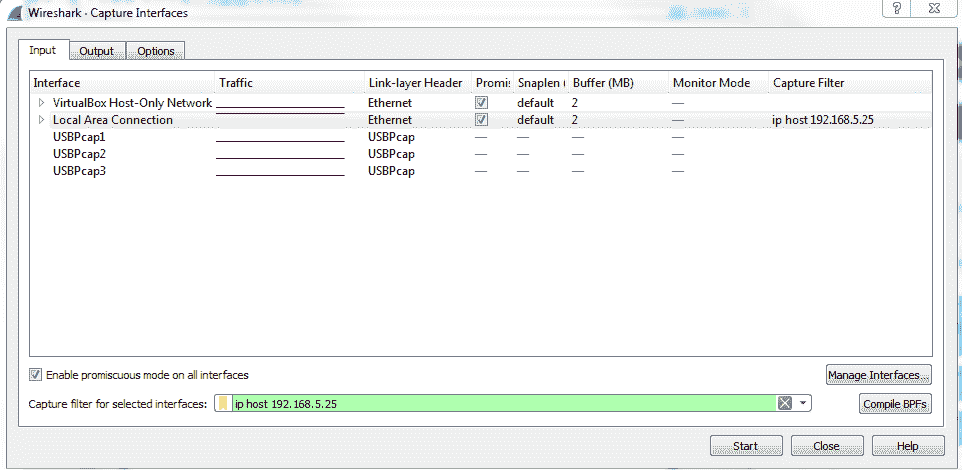 Wireshark - Capture Interfaces
Input Output Options
Interface Traffic Link-layer Header Promis Snaplen ( Buffer (MB) Monitor Mode Capture Filter
VirtualBox Host-Only Network Ethernet default 2 —
Local Area Connection Ethernet default 2 — ip host 192.168.5.25
USBPcap1 USBPcap — — — —
USBPcap2 USBPcap — — — —
USBPcap3 USBPcap — — — —
Enable promiscuous mode on all interfaces Manage Interfaces...
Capture filter for selected interfaces: ip host 192.168.5.25 Compile BPFs
Start Close Help